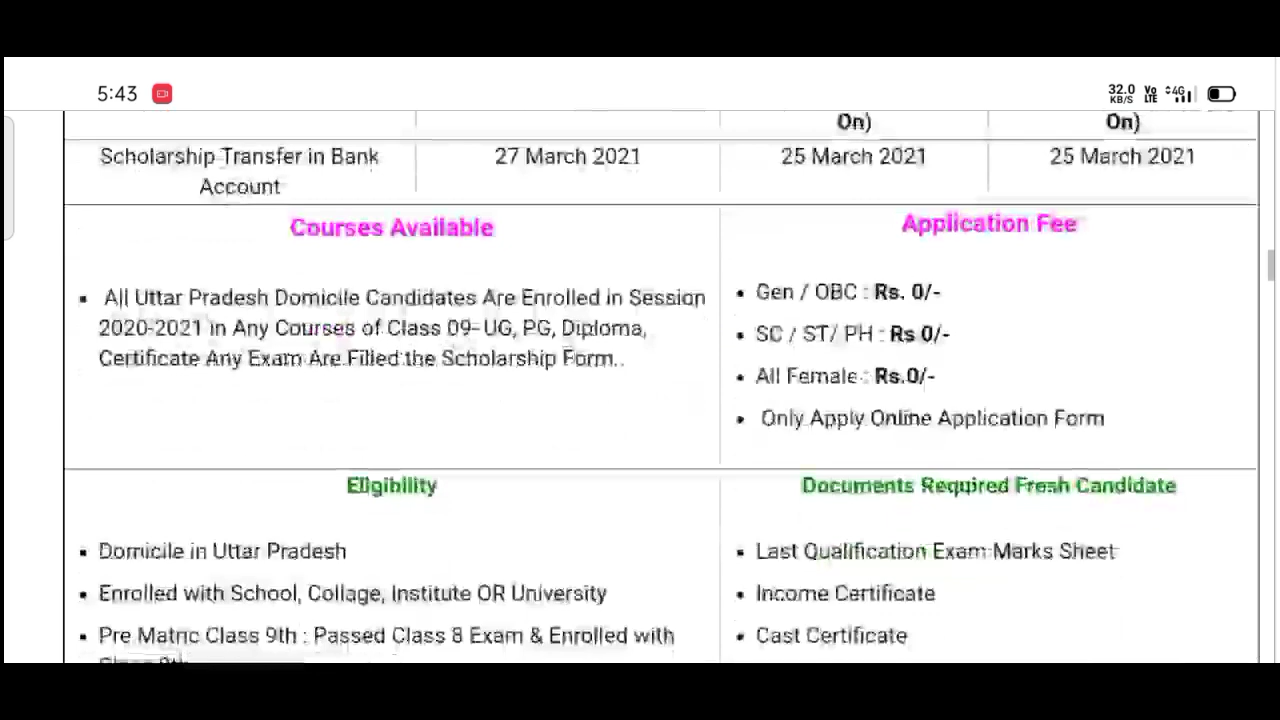 5:43
32.0 KB/S Vo LTE 4G
On) On)
Scholarship Transfer in Bank 27 March 2021 25 March 2021 25 March 2021
Account
Courses Available
All Uttar Pradesh Domicile Candidates Are Enrolled in Session
2020-2021 in Any Courses of Class 09- UG, PG, Diploma,
Certificate Any Exam Are Filled the Scholarship Form..
Application Fee
Gen / OBC : Rs. 0/-
SC / ST/ PH : Rs 0/-
All Female : Rs.0/-
Only Apply Online Application Form
Eligibility
Domicile in Uttar Pradesh
Enrolled with School, Collage, Institute OR University
Pre Matric Class 9th : Passed Class 8 Exam & Enrolled with
Documents Required Fresh Candidate
Last Qualification Exam Marks Sheet
Income Certificate
Cast Certificate